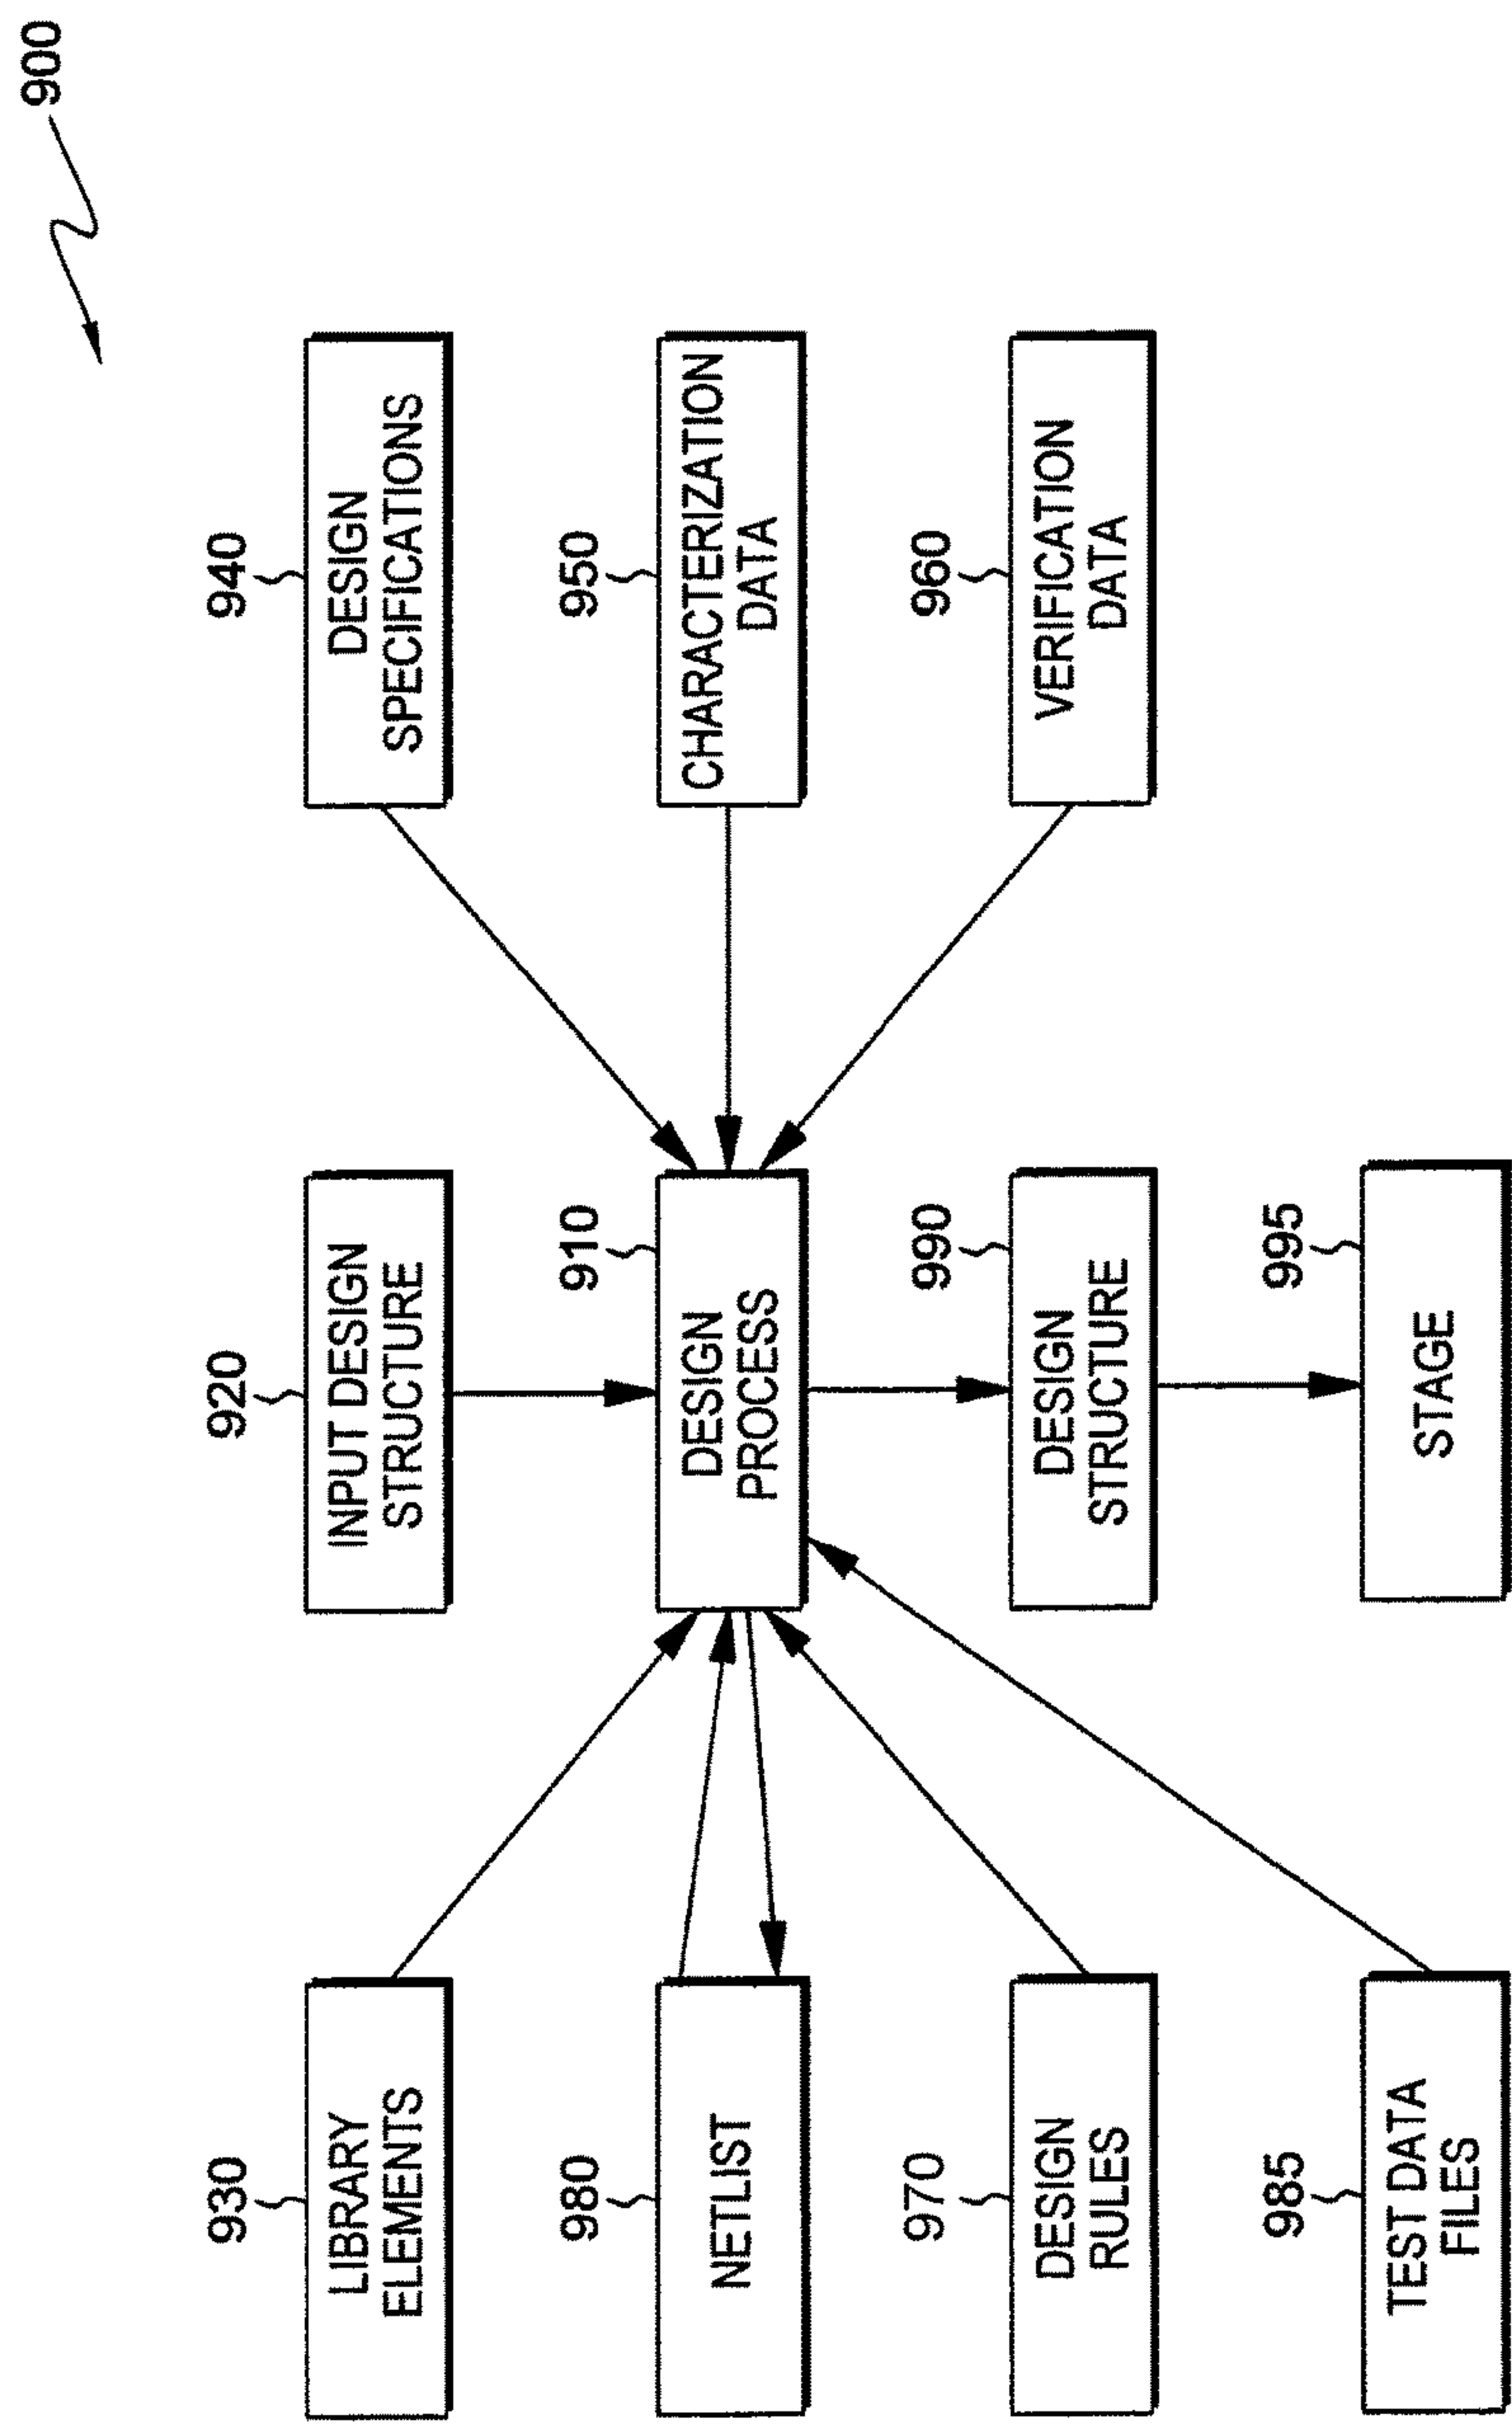 900
930
LIBRARY
ELEMENTS
920
INPUT DESIGN
STRUCTURE
940
DESIGN
SPECIFICATIONS
980
NETLIST
910
DESIGN
PROCESS
950
CHARACTERIZATION
DATA
970
DESIGN
RULES
990
DESIGN
STRUCTURE
960
VERIFICATION
DATA
985
TEST DATA
FILES
995
STAGE